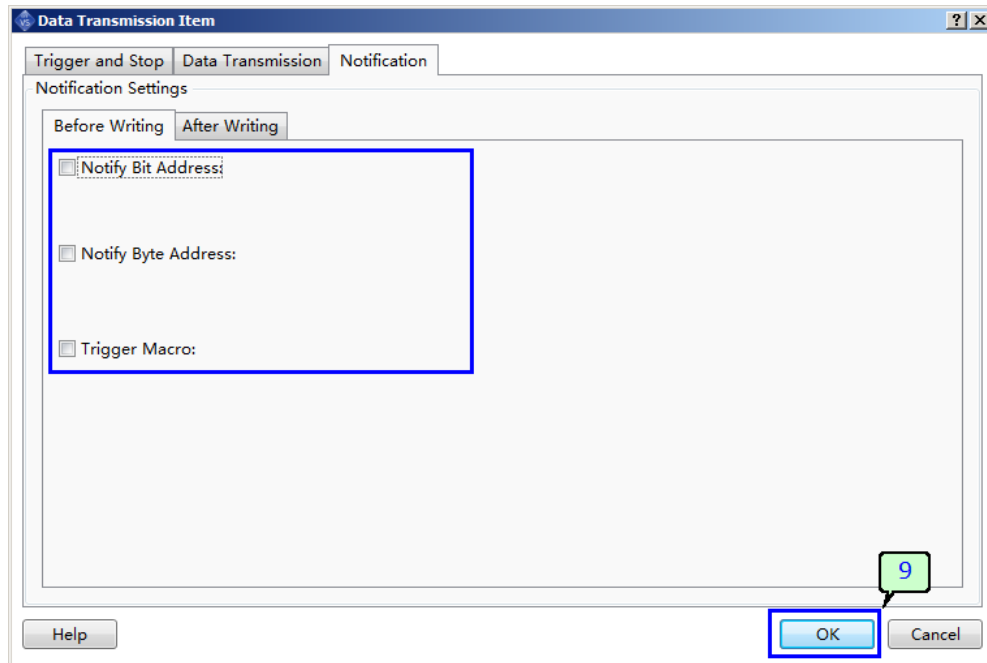 Data Transmission Item
Trigger and Stop Data Transmission Notification
Notification Settings
Before Writing After Writing
Notify Bit Address:
Notify Byte Address:
Trigger Macro:
9
Help OK Cancel